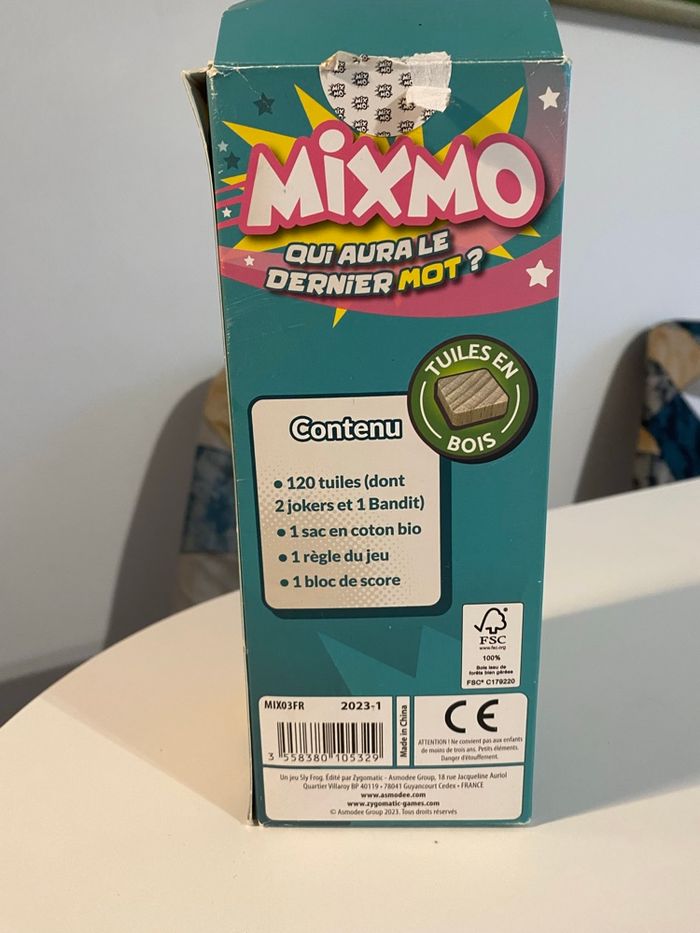 MiXMO
QUi AURA LE
DERNiER MOT ?
TUILES EN
BOIS
Contenu
• 120 tuiles (dont
2 jokers et 1 Bandit)
• 1 sac en coton bio
• 1 règle du jeu
• 1 bloc de score
FSC
www.fsc.org
100%
Bois issu de
forêts bien gérées
FSC® C179220
MIX03FR 2023-1
3 558380 105329
Made in China
CE
ATTENTION ! Ne convient pas aux enfants
de moins de trois ans. Petits éléments.
Danger d'étouffement.
Un jeu Sly Frog. Édité par Zygomatic - Asmodee Group, 18 rue Jacqueline Auriol
Quartier Villaroy BP 40119 • 78041 Guyancourt Cedex • FRANCE
www.asmodee.com
www.zygomatic-games.com
© Asmodee Group 2023. Tous droits réservés